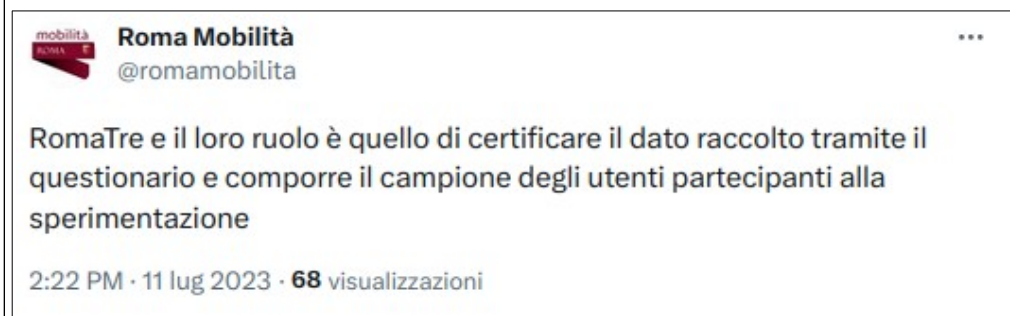 mobilità
ROMA
Roma Mobilità
@romamobilita
RomaTre e il loro ruolo è quello di certificare il dato raccolto tramite il
questionario e comporre il campione degli utenti partecipanti alla
sperimentazione
2:22 PM · 11 lug 2023 · 68 visualizzazioni